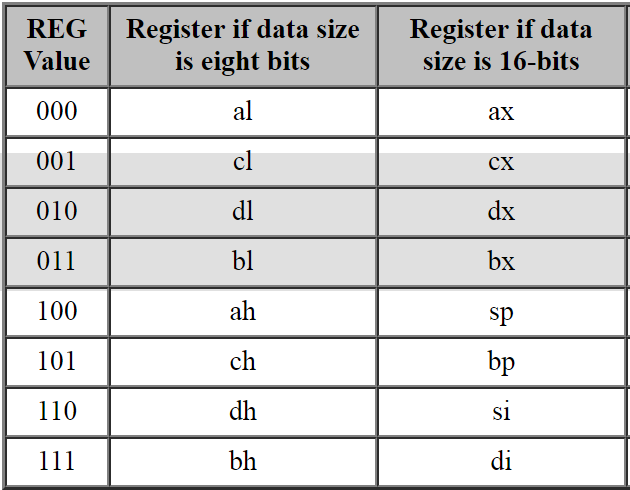 REG Value Register if data size is eight bits Register if data size is 16-bits
000 al ax
001 cl cx
010 dl dx
011 bl bx
100 ah sp
101 ch bp
110 dh si
111 bh di